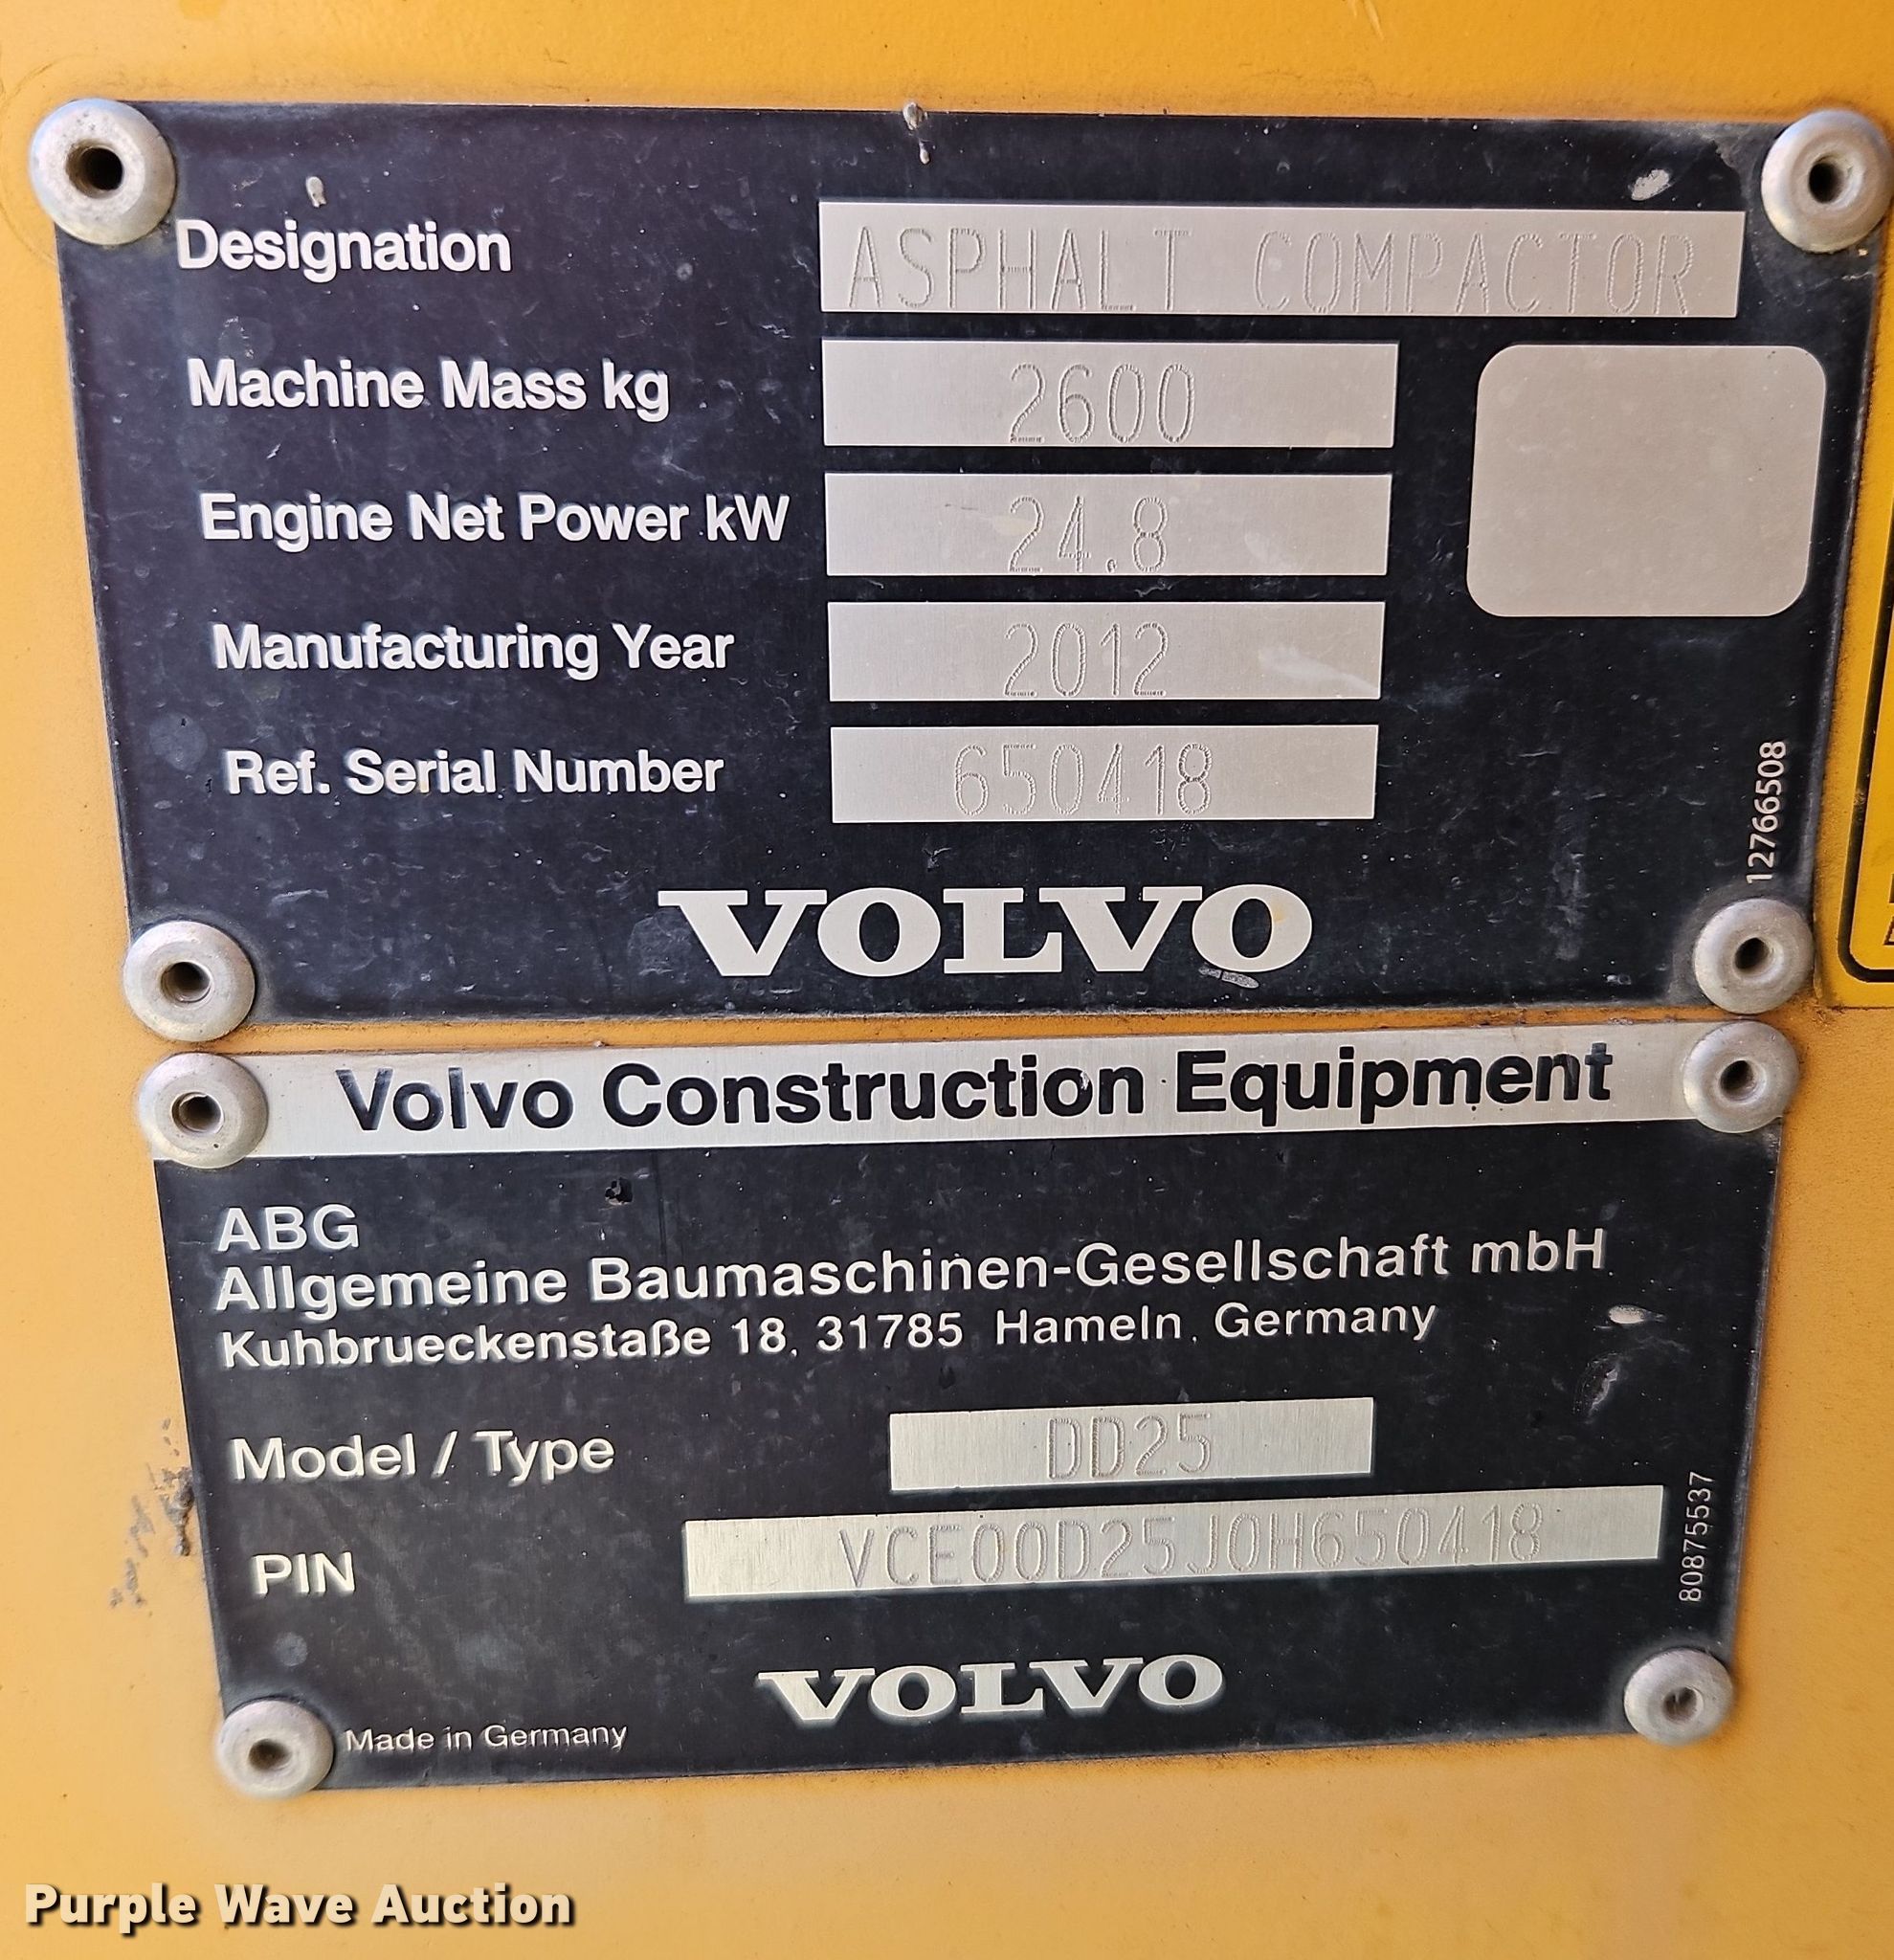 Designation ASPHALT COMPACTOR
Machine Mass kg 2600
Engine Net Power kW 24.8
Manufacturing Year 2012
Ref. Serial Number 650418
12766508
VOLVO
Volvo Construction Equipment
ABG
Allgemeine Baumaschinen-Gesellschaft mbH
Kuhbrueckenstaße 18, 31785 Hameln, Germany
Model / Type DD25
PIN VCE00D25J0H650418
80875537
VOLVO
Made in Germany
Purple Wave Auction